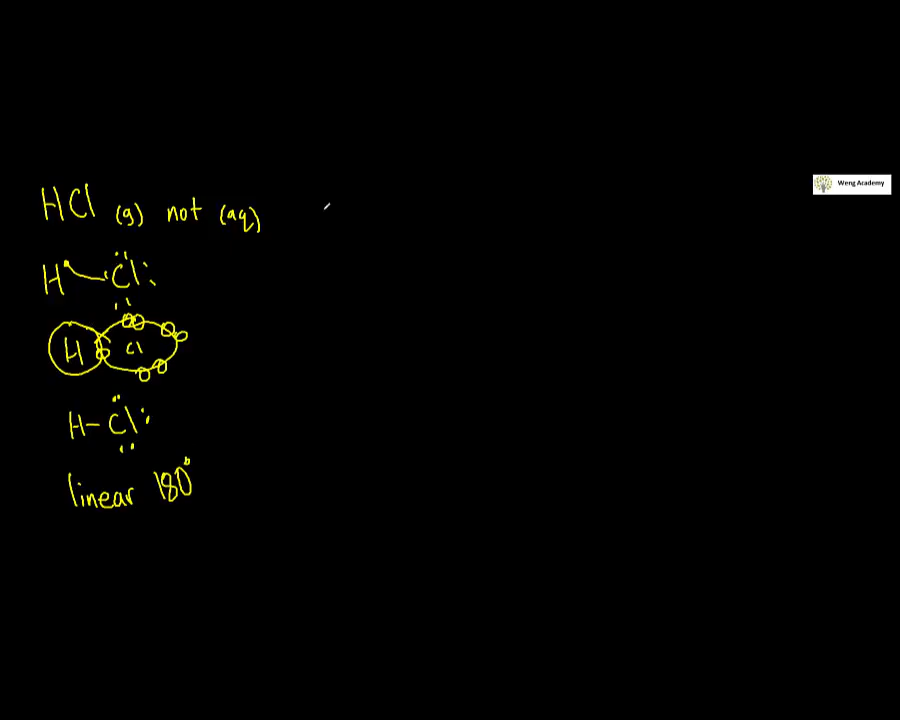 HCl (g) not (aq)
Weng Academy
H Cl
H Cl
H-Cl
linear 180°